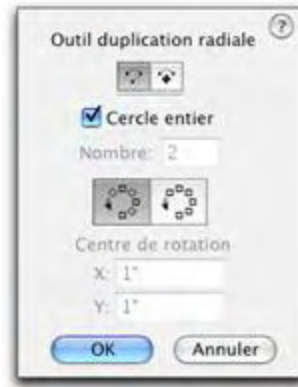 ?
Outil duplication radiale
Cercle entier
Nombre: 2
Centre de rotation
X: 1"
Y: 1"
OK Annuler